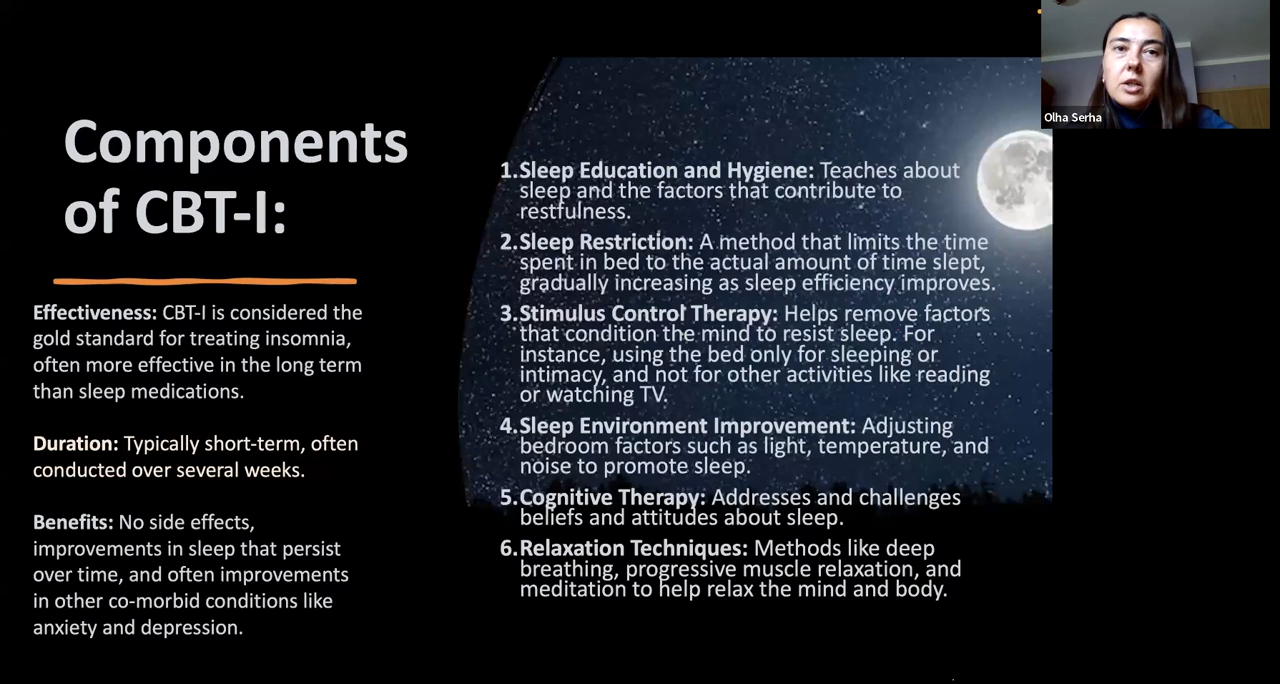 Components
of CBT-I:
Effectiveness: CBT-I is considered the
gold standard for treating insomnia,
often more effective in the long term
than sleep medications.
Duration: Typically short-term, often
conducted over several weeks.
Benefits: No side effects,
improvements in sleep that persist
over time, and often improvements
in other co-morbid conditions like
anxiety and depression.
1.Sleep Education and Hygiene: Teaches about
sleep and the factors that contribute to
restfulness.
2.Sleep Restriction: A method that limits the time
spent in bed to the actual amount of time slept,
gradually increasing as sleep efficiency improves.
3.Stimulus Control Therapy: Helps remove factors
that condition the mind to resist sleep. For
instance, using the bed only for sleeping or
intimacy, and not for other activities like reading
or watching TV.
4.Sleep Environment Improvement: Adjusting
bedroom factors such as light, temperature, and
noise to promote sleep.
5.Cognitive Therapy: Addresses and challenges
beliefs and attitudes about sleep.
6.Relaxation Techniques: Methods like deep
breathing, progressive muscle relaxation, and
meditation to help relax the mind and body.
Olha Serha